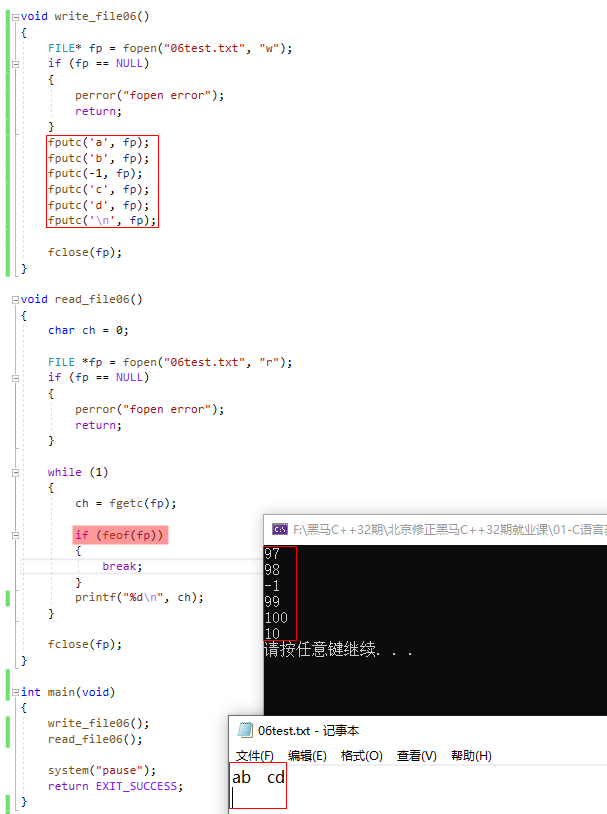 void write_file06()
{
FILE* fp = fopen("06test.txt", "w");
if (fp == NULL)
{
perror("fopen error");
return;
}
fputc('a', fp);
fputc('b', fp);
fputc(-1, fp);
fputc('c', fp);
fputc('d', fp);
fputc('\n', fp);
fclose(fp);
}
void read_file06()
{
char ch = 0;
FILE *fp = fopen("06test.txt", "r");
if (fp == NULL)
{
perror("fopen error");
return;
}
while (1)
{
ch = fgetc(fp);
if (feof(fp))
{
break;
}
printf("%d\n", ch);
}
fclose(fp);
}
int main(void)
{
write_file06();
read_file06();
system("pause");
return EXIT_SUCCESS;
}
C:\ F:\黑马C++32期\北京修正黑马C++32期就业课\01-C语言
97
98
-1
99
100
10
请按任意键继续. . .
06test.txt - 记事本
文件(F) 编辑(E) 格式(O) 查看(V) 帮助(H)
ab cd